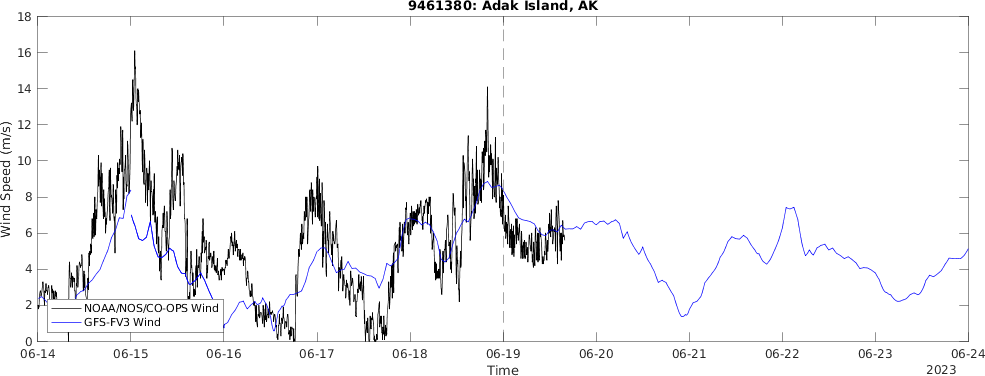 9461380: Adak Island, AK
18
16
14
12
10
8
6
4
2
0
Wind Speed (m/s)
NOAA/NOS/CO-OPS Wind
GFS-FV3 Wind
06-14 06-15 06-16 06-17 06-18 06-19 06-20 06-21 06-22 06-23 06-24
Time
2023